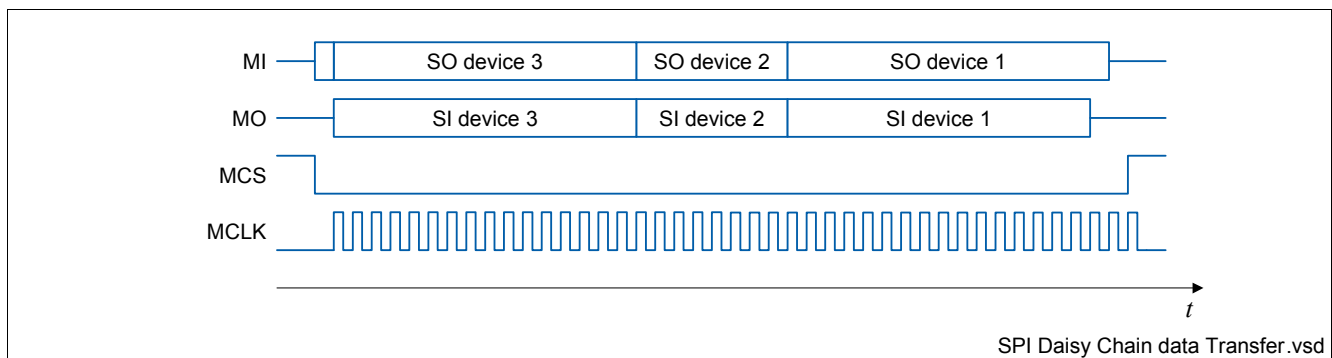 MI SO device 3 SO device 2 SO device 1
MO SI device 3 SI device 2 SI device 1
MCS
MCLK
t
SPI Daisy Chain data Transfer.vsd